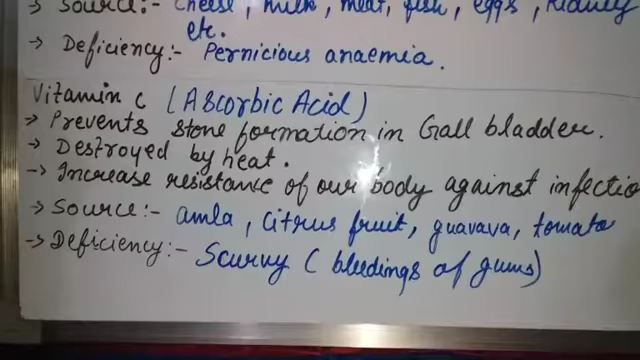 → Source:- Cheese, milk, meat, fish, eggs, kidney
etc.
→ Deficiency:- Pernicious anaemia.
Vitamin C (Ascorbic Acid)
→ Prevents stone formation in Gall bladder.
→ Destroyed by heat.
→ Increase resistance of our body against infectio
→ Source:- amla, Citrus fruit, guavava, tomato
→ Deficiency:- Scurvy (bleedings of gums)